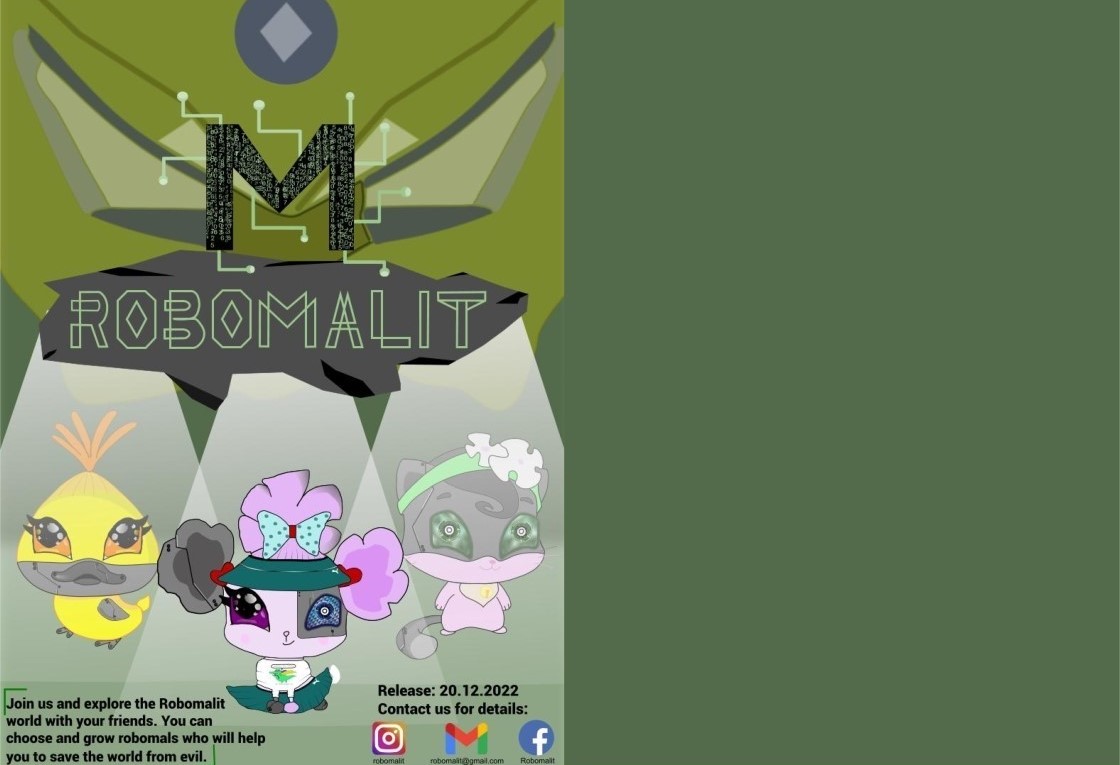 M
ROBOMALIT
Join us and explore the Robomalit
world with your friends. You can
choose and grow robomals who will help
you to save the world from evil.
Release: 20.12.2022
Contact us for details:
robomalit
robomalit@gmail.com
Robomalit